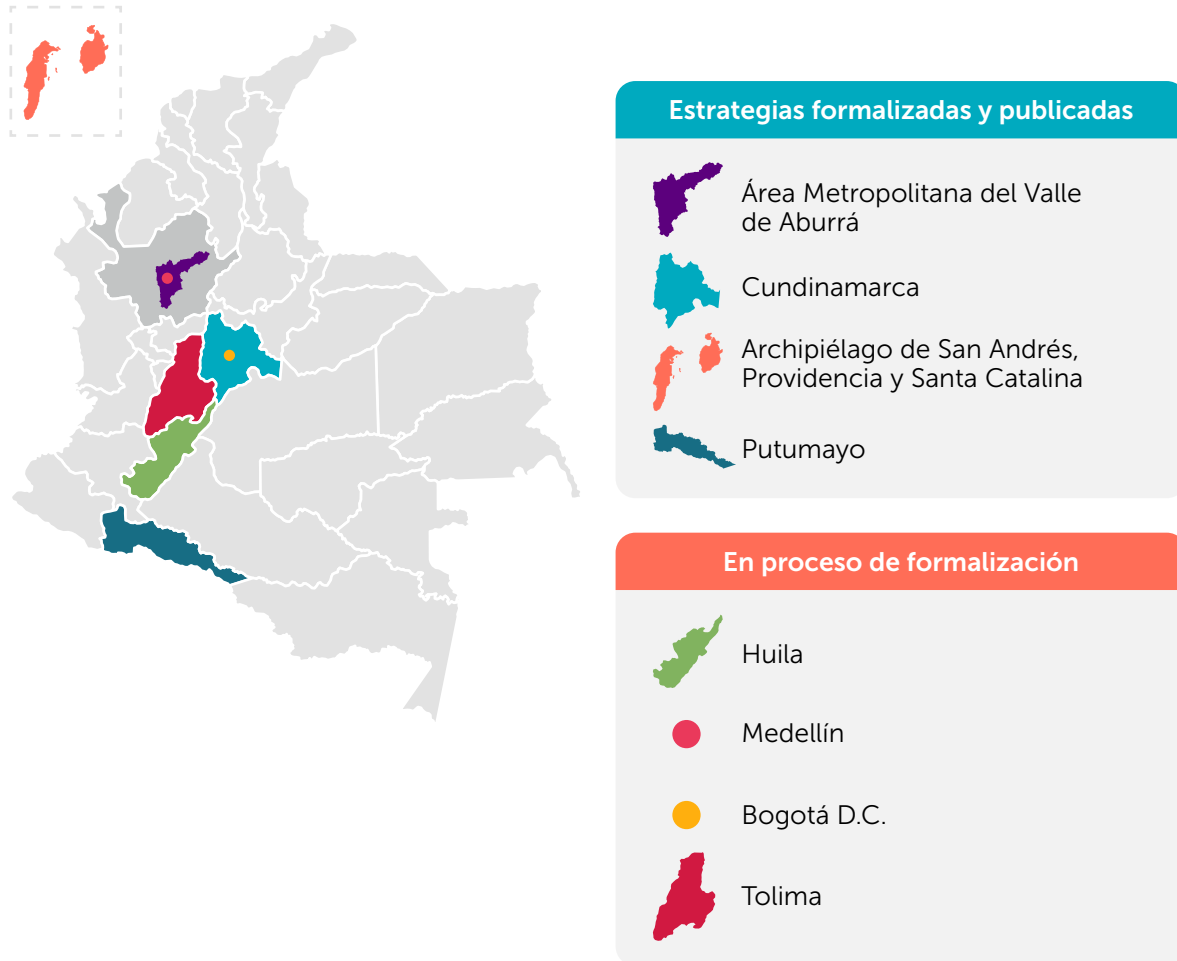 Estrategias formalizadas y publicadas
Área Metropolitana del Valle
de Aburrá
Cundinamarca
Archipiélago de San Andrés,
Providencia y Santa Catalina
Putumayo
En proceso de formalización
Huila
Medellín
Bogotá D.C.
Tolima